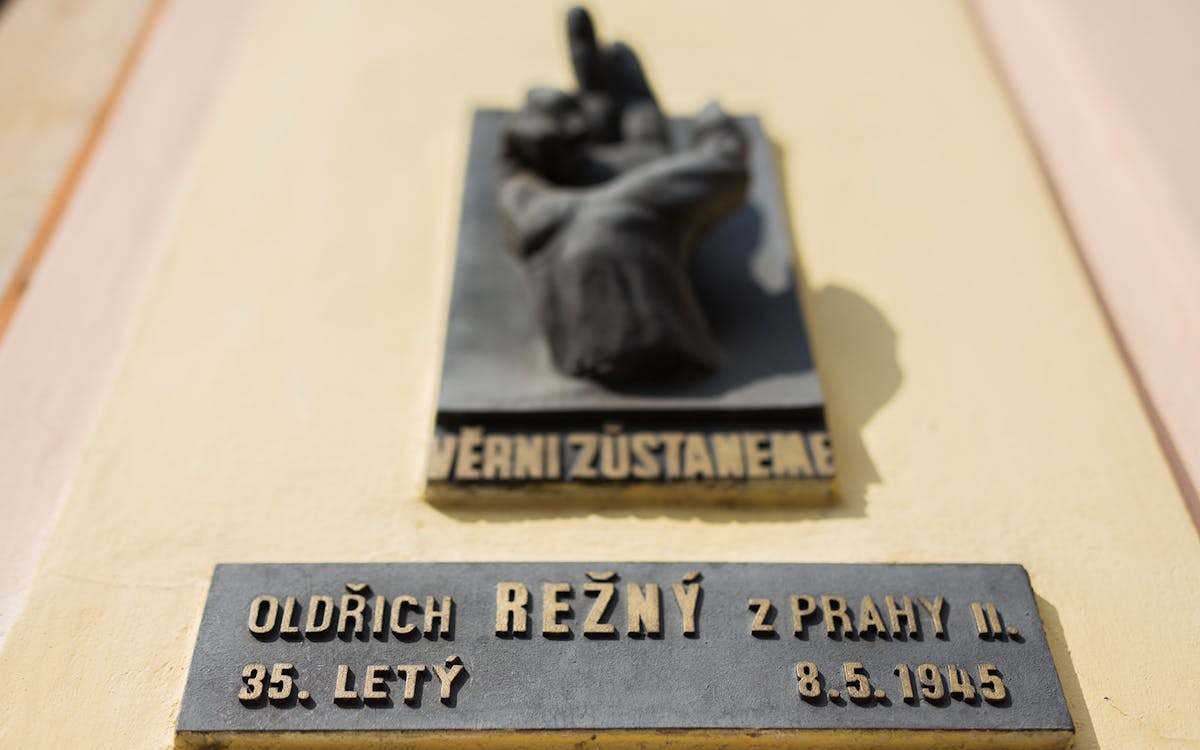 VĚRNI ZŮSTANEME
OLDŘICH REŽNÝ Z PRAHY II.
35. LETÝ 8.5.1945